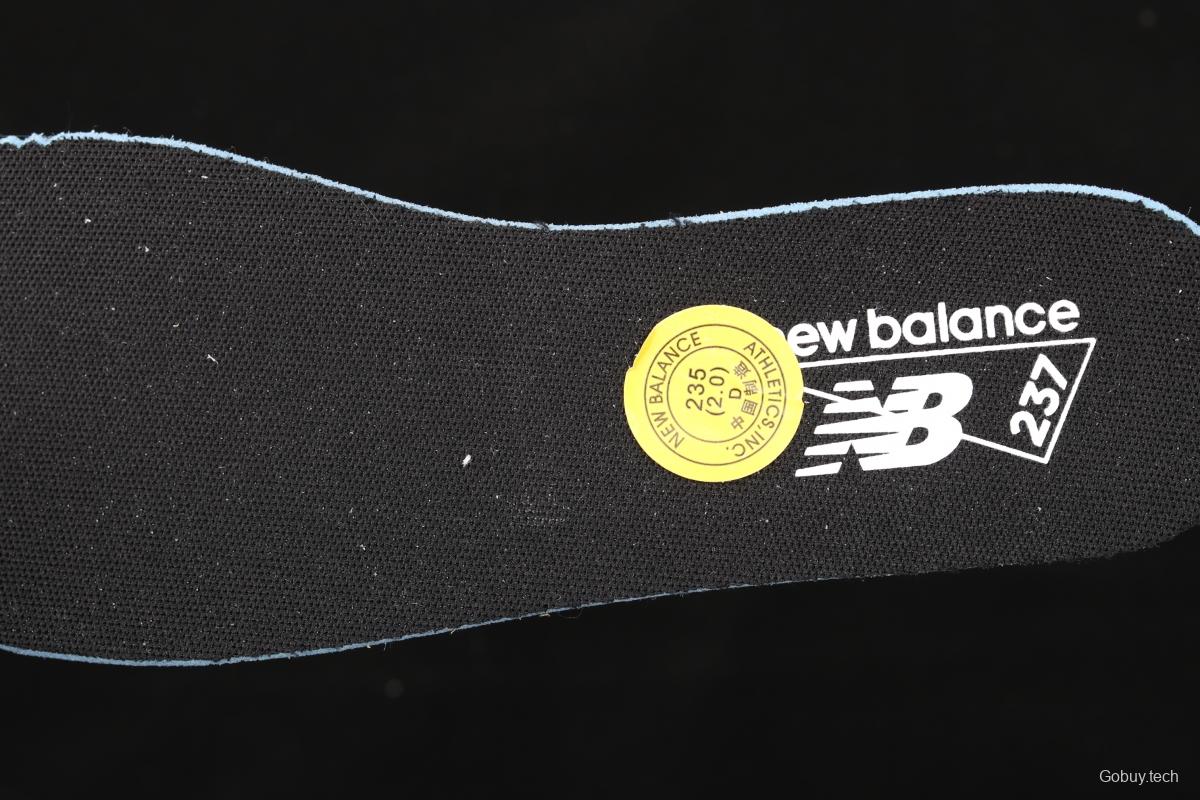 new balance
NB
237
NEW BALANCE ATHLETICS, INC.
235
(2.0)
D
中国制造
Gobuy.tech